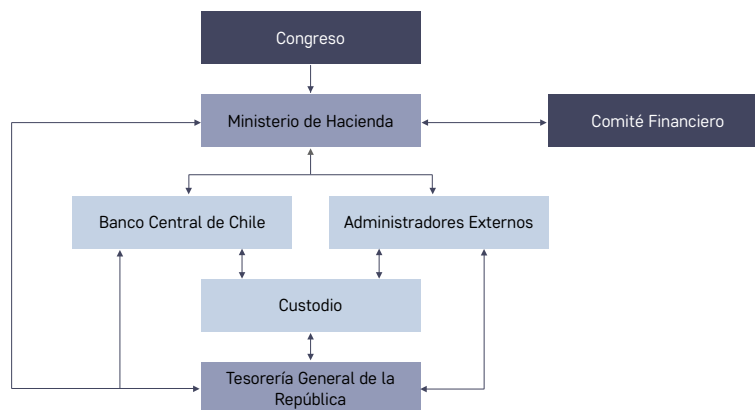 Congreso
Ministerio de Hacienda
Comité Financiero
Banco Central de Chile
Administradores Externos
Custodio
Tesorería General de la
República